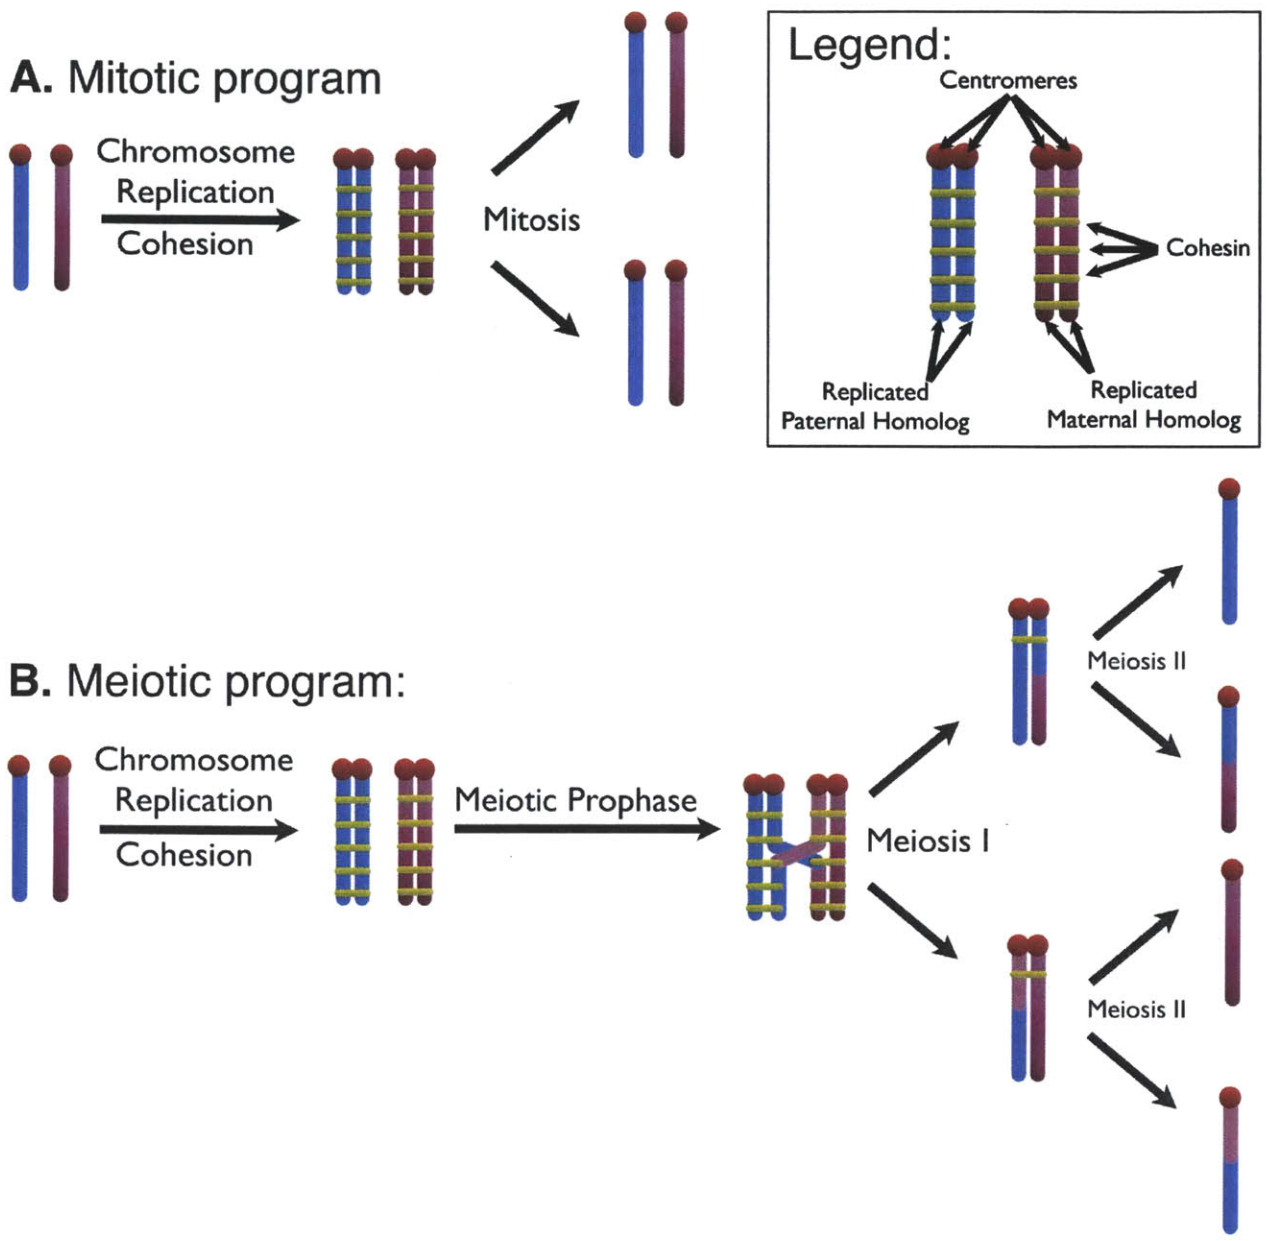 A. Mitotic program
Chromosome
Replication
Cohesion
Mitosis
Legend:
Centromeres
Cohesin
Replicated
Paternal Homolog
Replicated
Maternal Homolog
B. Meiotic program:
Chromosome
Replication
Cohesion
Meiotic Prophase
Meiosis I
Meiosis II
Meiosis II